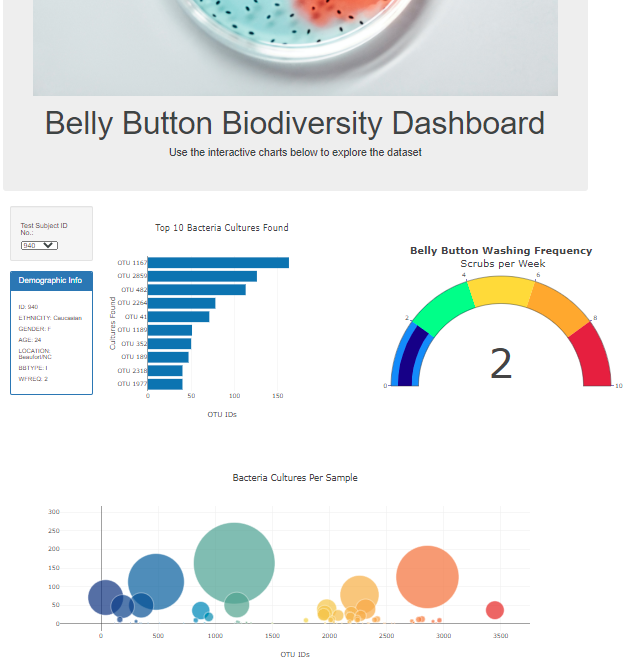 Belly Button Biodiversity Dashboard
Use the interactive charts below to explore the dataset
Test Subject ID
No.:
940
Demographic Info
ID: 940
ETHNICITY: Caucasian
GENDER: F
AGE: 24
LOCATION:
Beaufort/NC
BBTYPE: I
WFREQ: 2
Top 10 Bacteria Cultures Found
Cultures Found
OTU 1167
OTU 2859
OTU 482
OTU 2264
OTU 41
OTU 1189
OTU 352
OTU 189
OTU 2318
OTU 1977
0 50 100 150
OTU IDs
Belly Button Washing Frequency
Scrubs per Week
0 2 4 6 8 10
2
Bacteria Cultures Per Sample
300
250
200
150
100
50
0
0 500 1000 1500 2000 2500 3000 3500
OTU IDs